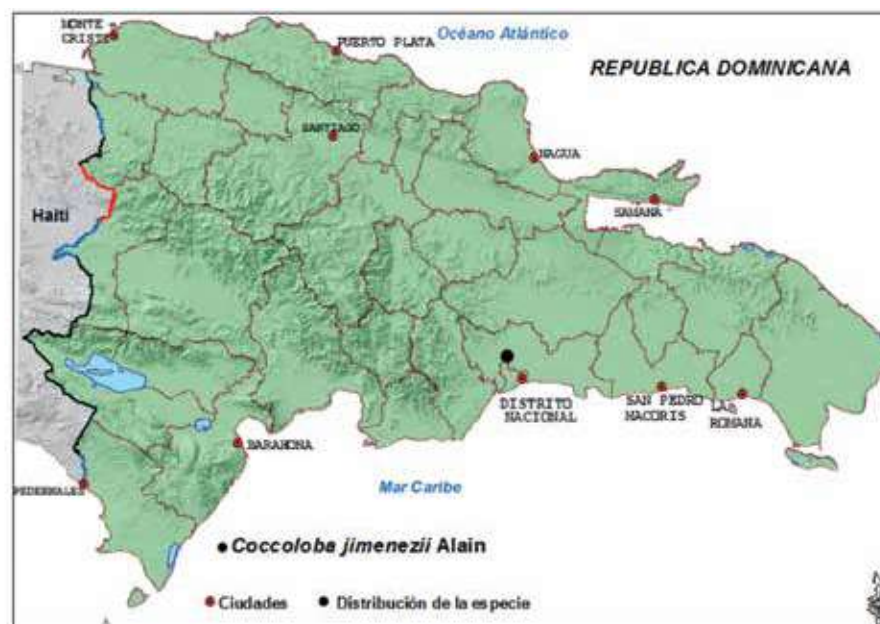 MONTE
CRISTI
PUERTO PLATA
Océano Atlántico
REPUBLICA DOMINICANA
SANTIAGO
NAGUA
Haití
SAMANA
DISTRITO
NACIONAL
SAN PEDRO
MACORIS
LA
ROMANA
BARAHONA
PEDERNALES
Mar Caribe
Coccoloba jimenezii Alain
Ciudades
Distribución de la especie